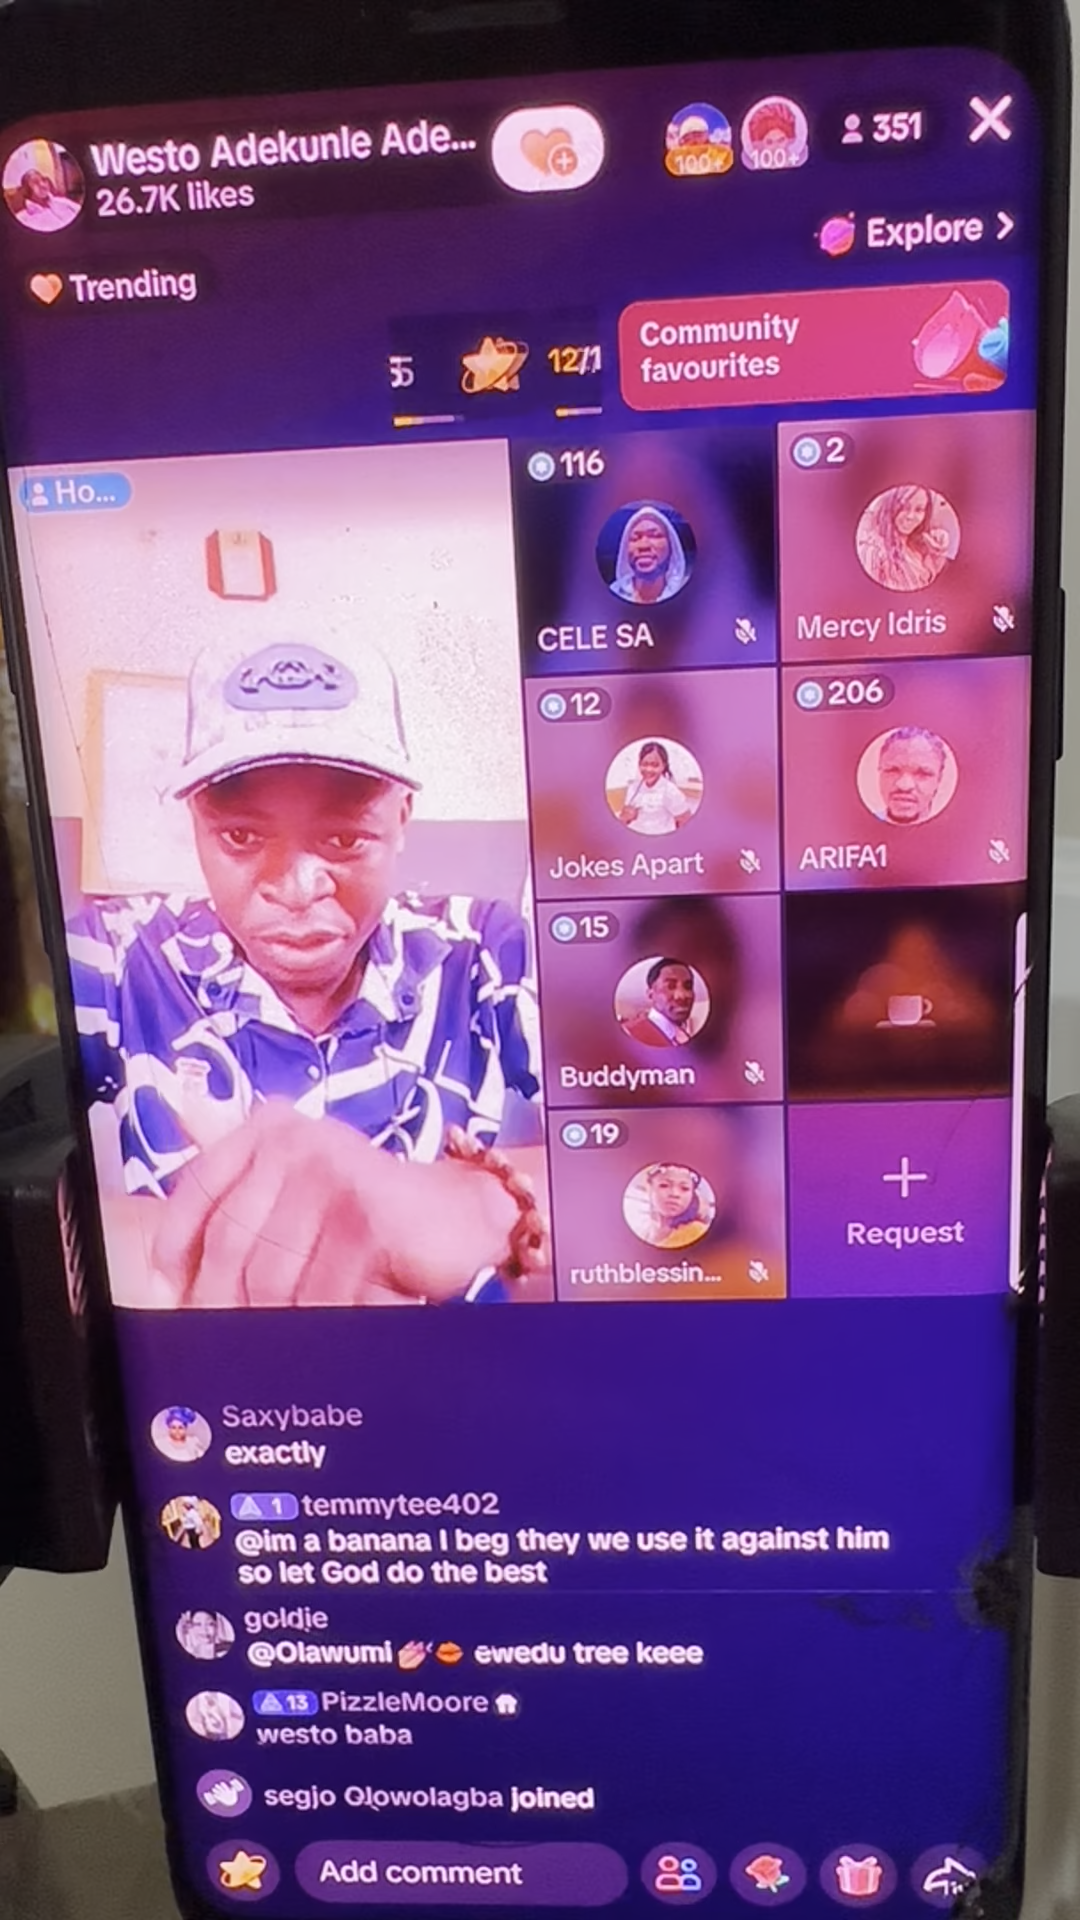 Westo Adekunle Ade...
26.7K likes
100+
100+
351
Explore >
Trending
Community
favourites
Ho...
116
CELE SA
2
Mercy Idris
12
Jokes Apart
206
ARIFA1
15
Buddyman
19
ruthblessin...
Request
Saxybabe
exactly
1 temmytee402
@im a banana I beg they we use it against him
so let God do the best
goldie
@Olawumi 💅💋 ewedu tree keee
13 PizzleMoore
westo baba
segjo Olowolagba joined
Add comment